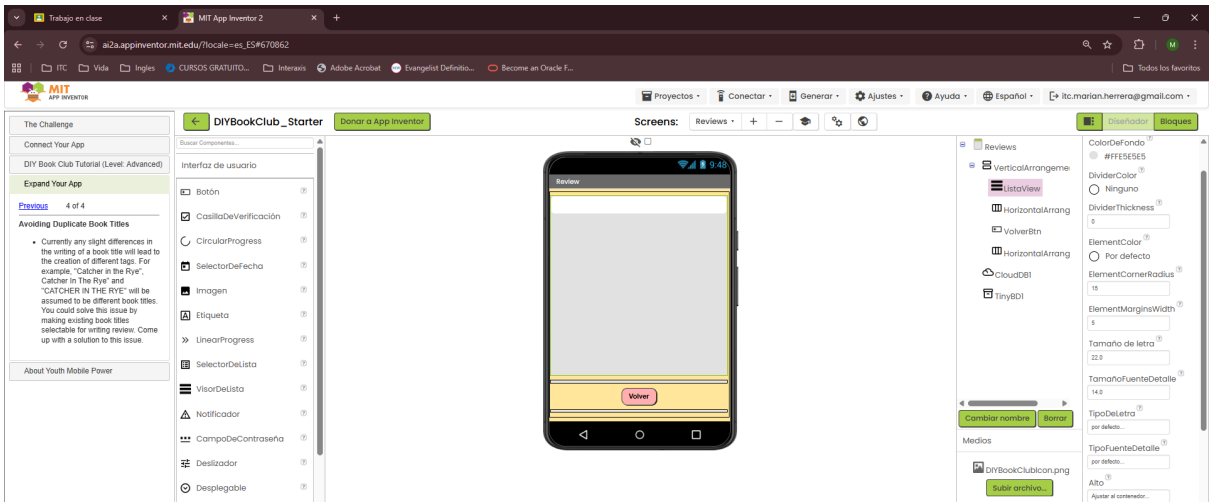 Trabajo en clase
MIT App Inventor 2
ai2a.appinventor.mit.edu/?locale=es_ES#670862
M
ITC
Vida
Ingles
CURSOS GRATUITO...
Interaxis
Adobe Acrobat
Evangelist Definitio...
Become an Oracle F...
Todos los favoritos
MIT
APP INVENTOR
Proyectos
Conectar
Generar
Ajustes
Ayuda
Español
itc.marian.herrera@gmail.com
The Challenge
Connect Your App
DIY Book Club Tutorial (Level: Advanced)
Expand Your App
Previous 4 of 4
Avoiding Duplicate Book Titles
Currently any slight differences in
the writing of a book title will lead to
the creation of different tags. For
example, "Catcher in the Rye",
Catcher In The Rye" and
"CATCHER IN THE RYE" will be
assumed to be different book titles.
You could solve this issue by
making existing book titles
selectable for writing review. Come
up with a solution to this issue.
About Youth Mobile Power
DIYBookClub_Starter
Donar a App Inventor
Screens:
Reviews
Diseñador
Bloques
Buscar Componentes...
Interfaz de usuario
Botón
CasillaDeVerificación
CircularProgress
SelectorDeFecha
Imagen
Etiqueta
LinearProgress
SelectorDeLista
VisorDeLista
Notificador
CampoDeContraseña
Deslizador
Desplegable
9:48
Review
Volver
Reviews
VerticalArrangeme
ListaView
HorizontalArrang
VolverBtn
HorizontalArrang
CloudDB1
TinyBD1
Cambiar nombre
Borrar
Medios
DIYBookClubIcon.png
Subir archivo...
ColorDeFondo
#FFE5E5E5
DividerColor
Ninguno
DividerThickness
0
ElementColor
Por defecto
ElementCornerRadius
15
ElementMarginsWidth
5
Tamaño de letra
22.0
TamañoFuenteDetalle
14.0
TipoDeLetra
por defecto...
TipoFuenteDetalle
por defecto...
Alto
Ajustar al contenedor...